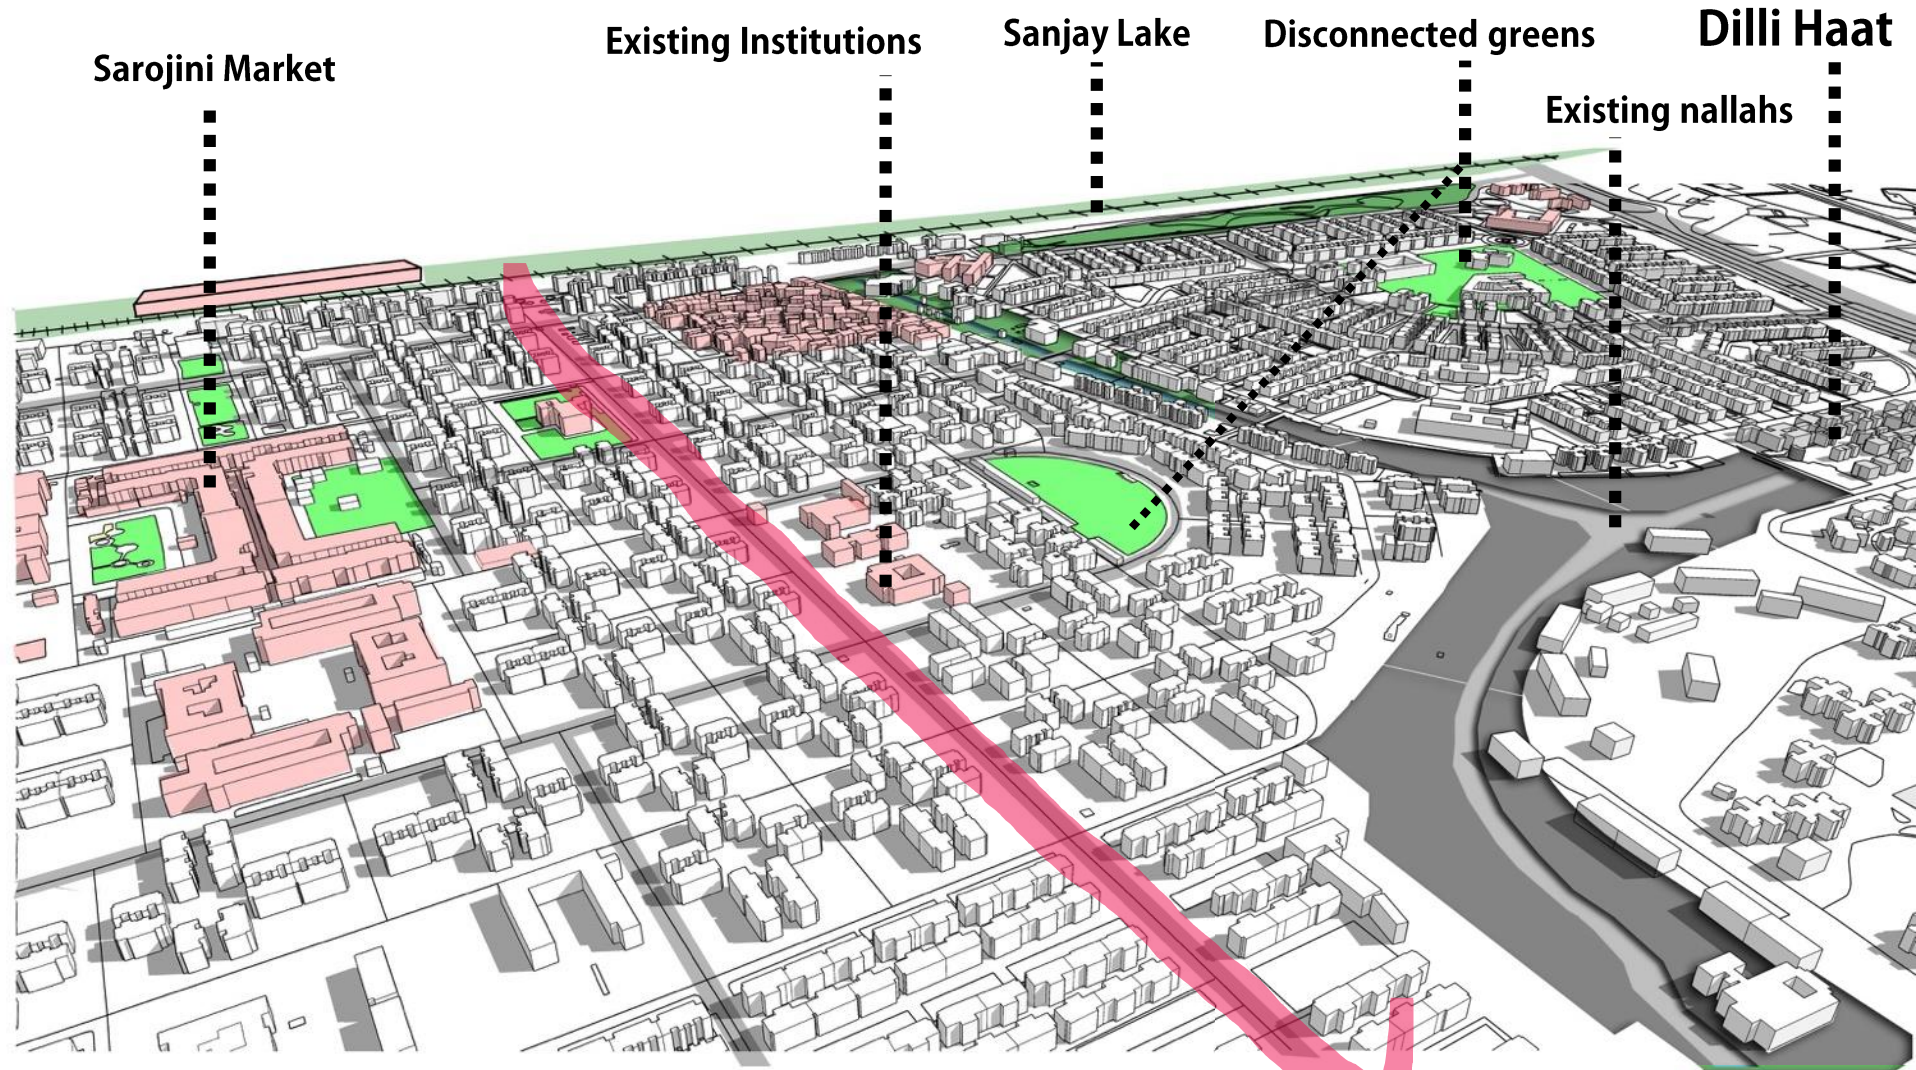 Sarojini Market
Existing Institutions
Sanjay Lake
Disconnected greens
Dilli Haat
Existing nallahs